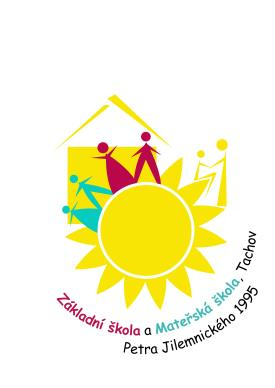 Základní škola a Mateřská škola, Tachov
Petra Jilemnického 1995